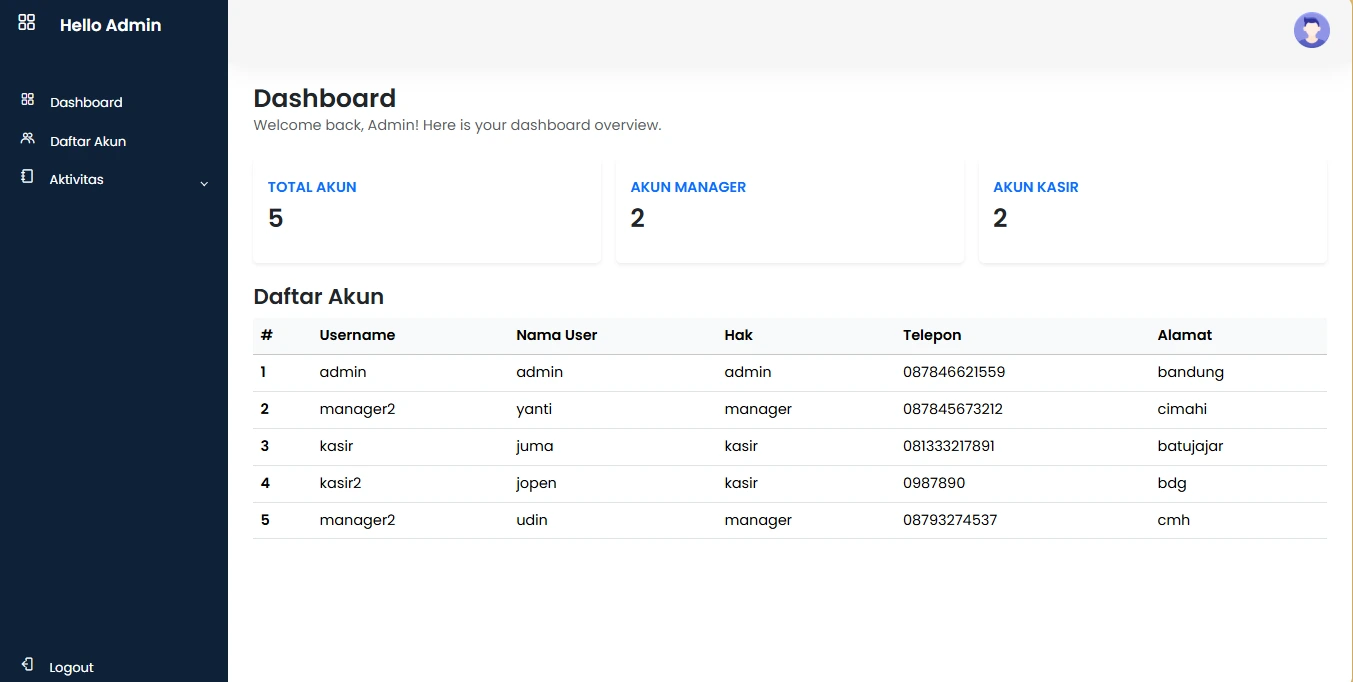 Hello Admin
Dashboard
Daftar Akun
Aktivitas
Logout
Dashboard
Welcome back, Admin! Here is your dashboard overview.
TOTAL AKUN
5
AKUN MANAGER
2
AKUN KASIR
2
Daftar Akun
# Username Nama User Hak Telepon Alamat
1 admin admin admin 087846621559 bandung
2 manager2 yanti manager 087845673212 cimahi
3 kasir juma kasir 081333217891 batujajar
4 kasir2 jopen kasir 0987890 bdg
5 manager2 udin manager 08793274537 cmh